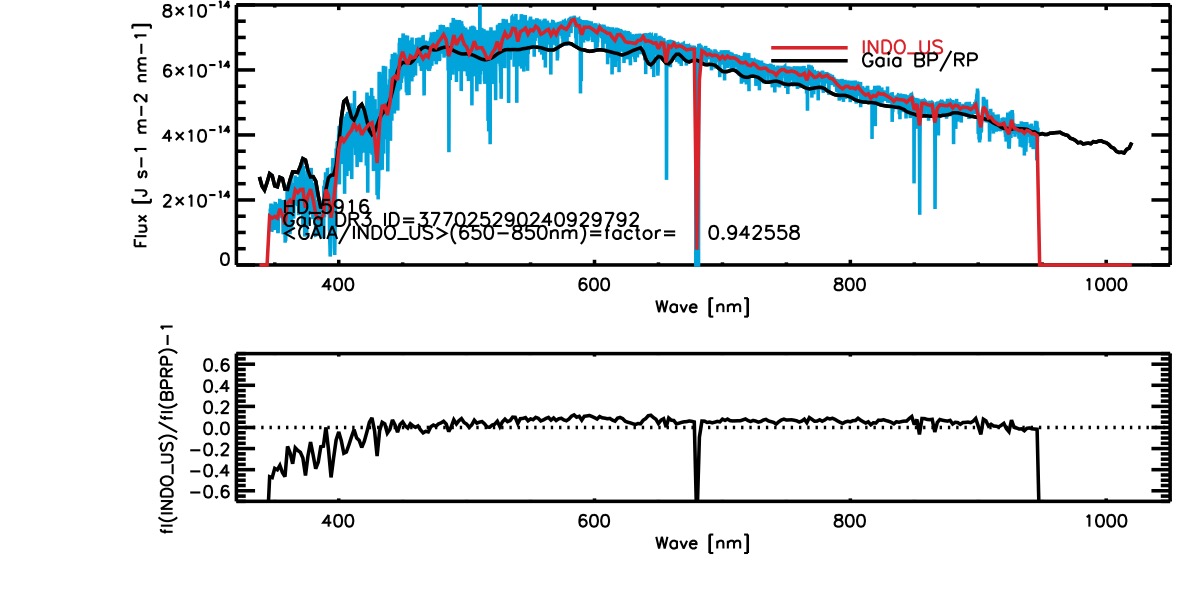 8×10−14
6×10−14
4×10−14
2×10−14
0
Flux [J s−1 m−2 nm−1]
INDO_US
Gaia BP/RP
HD_5916
Gaia DR3 ID=377025290240929792
<GAIA/INDO_US>(650−850nm)=factor= 0.942558
400 600 800 1000
Wave [nm]
fl(INDO_US)/fl(BPRP)−1
0.6
0.4
0.2
0.0
−0.2
−0.4
−0.6
400 600 800 1000
Wave [nm]